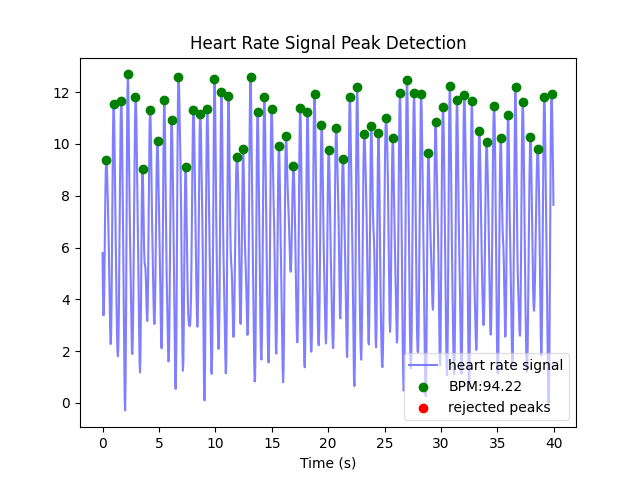 Heart Rate Signal Peak Detection
12
10
8
6
4
2
0
heart rate signal
BPM:94.22
rejected peaks
0 5 10 15 20 25 30 35 40
Time (s)